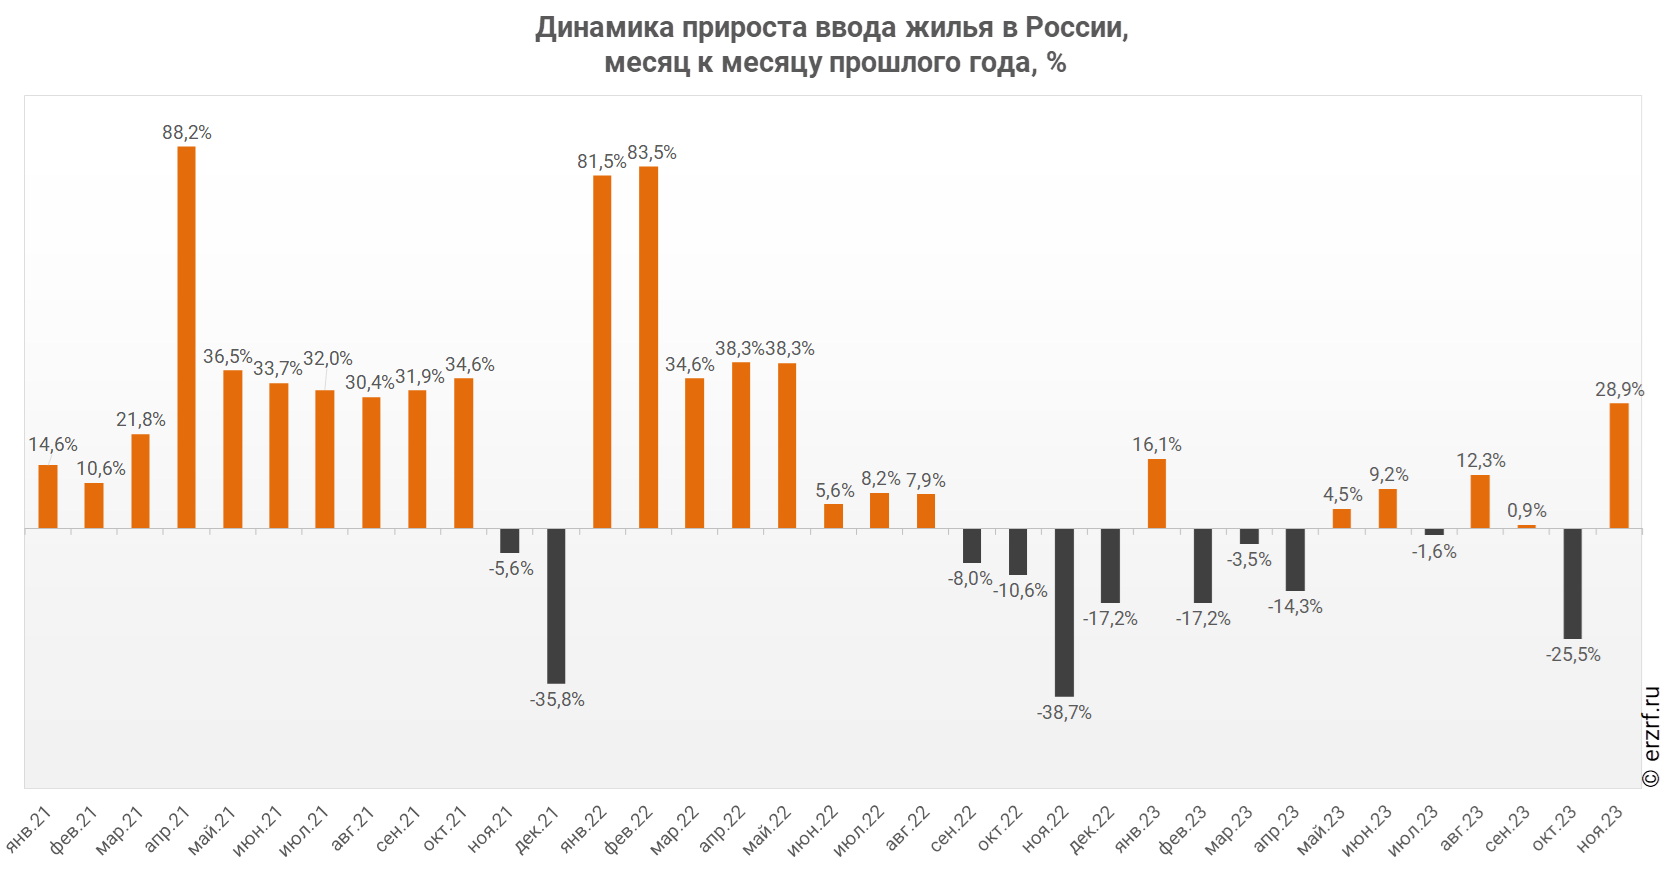 Динамика прироста ввода жилья в России,
месяц к месяцу прошлого года, %
14,6%
10,6%
21,8%
88,2%
36,5%
33,7%
32,0%
30,4%
31,9%
34,6%
-5,6%
-35,8%
81,5%
83,5%
34,6%
38,3%
38,3%
5,6%
8,2%
7,9%
-8,0%
-10,6%
-38,7%
-17,2%
16,1%
-17,2%
-3,5%
-14,3%
4,5%
9,2%
-1,6%
12,3%
0,9%
-25,5%
28,9%
янв.21
фев.21
мар.21
апр.21
май.21
июн.21
июл.21
авг.21
сен.21
окт.21
ноя.21
дек.21
янв.22
фев.22
мар.22
апр.22
май.22
июн.22
июл.22
авг.22
сен.22
окт.22
ноя.22
дек.22
янв.23
фев.23
мар.23
апр.23
май.23
июн.23
июл.23
авг.23
сен.23
окт.23
ноя.23
© erzrf.ru